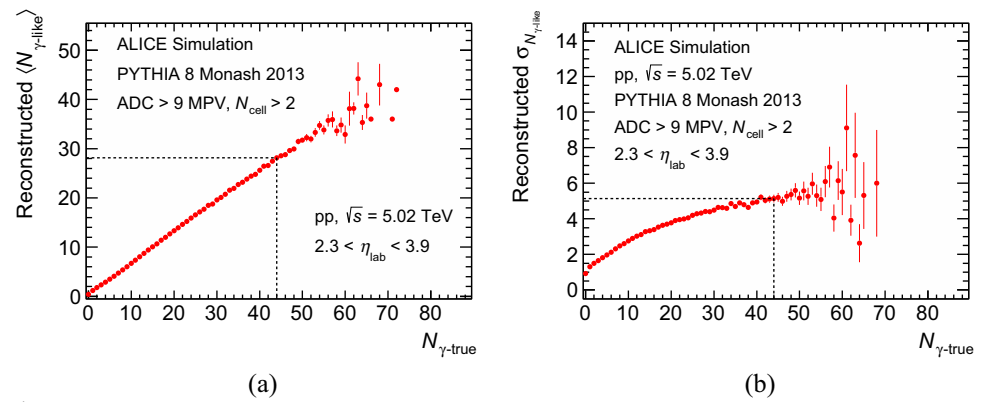 Reconstructed ⟨N_γ-like⟩
50
40
30
20
10
0
ALICE Simulation
PYTHIA 8 Monash 2013
ADC > 9 MPV, N_cell > 2
pp, √s = 5.02 TeV
2.3 < η_lab < 3.9
0 10 20 30 40 50 60 70 80
N_γ-true
(a)
Reconstructed σ_N_γ-like
14
12
10
8
6
4
2
0
ALICE Simulation
pp, √s = 5.02 TeV
PYTHIA 8 Monash 2013
ADC > 9 MPV, N_cell > 2
2.3 < η_lab < 3.9
0 10 20 30 40 50 60 70 80
N_γ-true
(b)